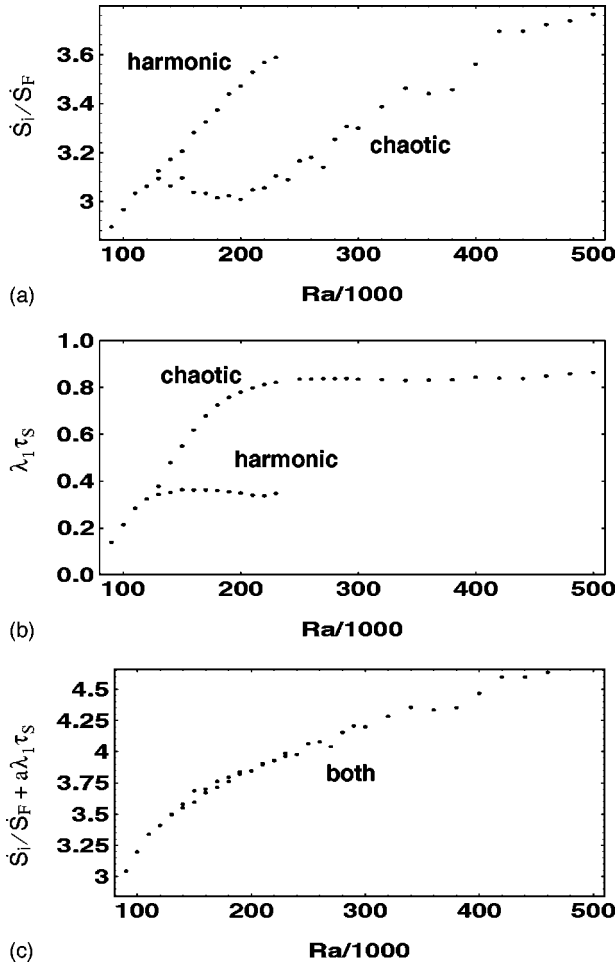 3.6
3.4
3.2
3
Ṡi/ṠF
harmonic
chaotic
100 200 300 400 500
(a)
Ra/1000
1.0
0.8
0.6
0.4
0.2
0.0
λ1τS
chaotic
harmonic
100 200 300 400 500
(b)
Ra/1000
4.5
4.25
4
3.75
3.5
3.25
3
Ṡi/ṠF + aλ1τS
both
100 200 300 400 500
(c)
Ra/1000